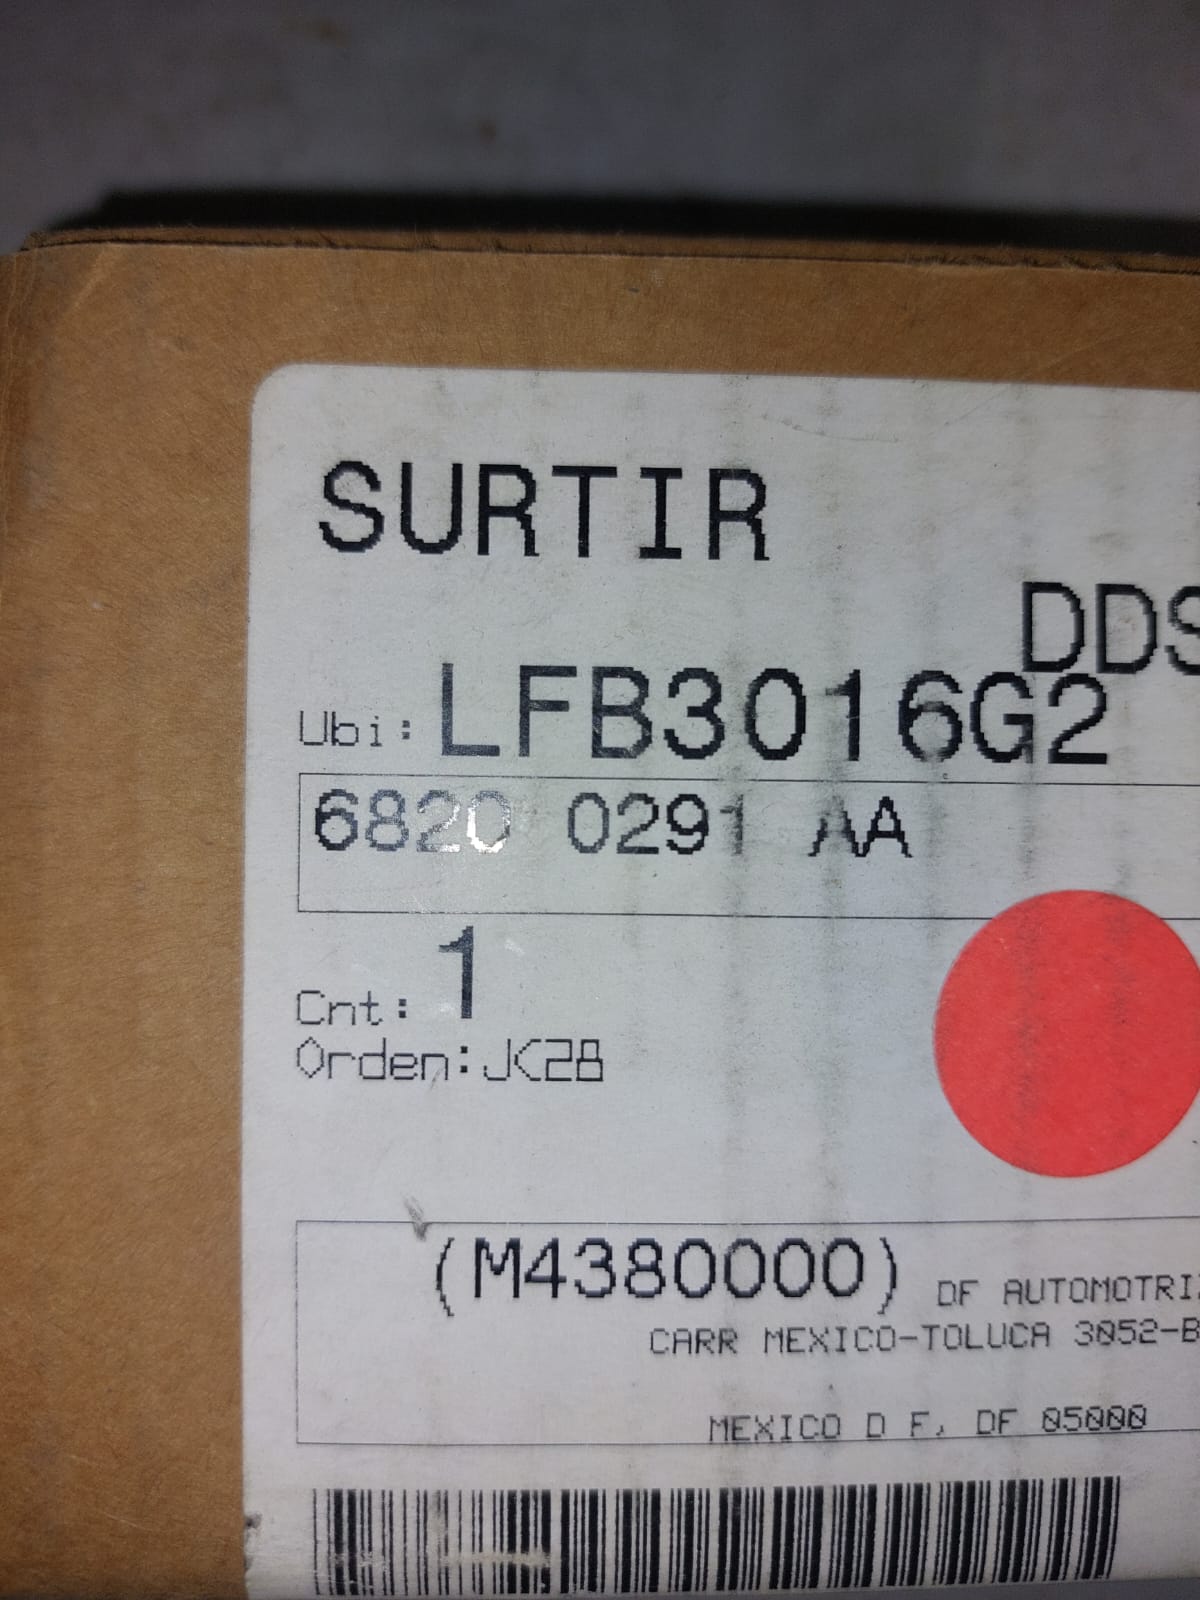 SURTIR
DDS
Ubi: LFB3016G2
6820 0291 AA
Cnt: 1
Orden: JK28
(M4380000) DF AUTOMOTRI
CARR MEXICO-TOLUCA 3052-B
MEXICO D F, DF 05000